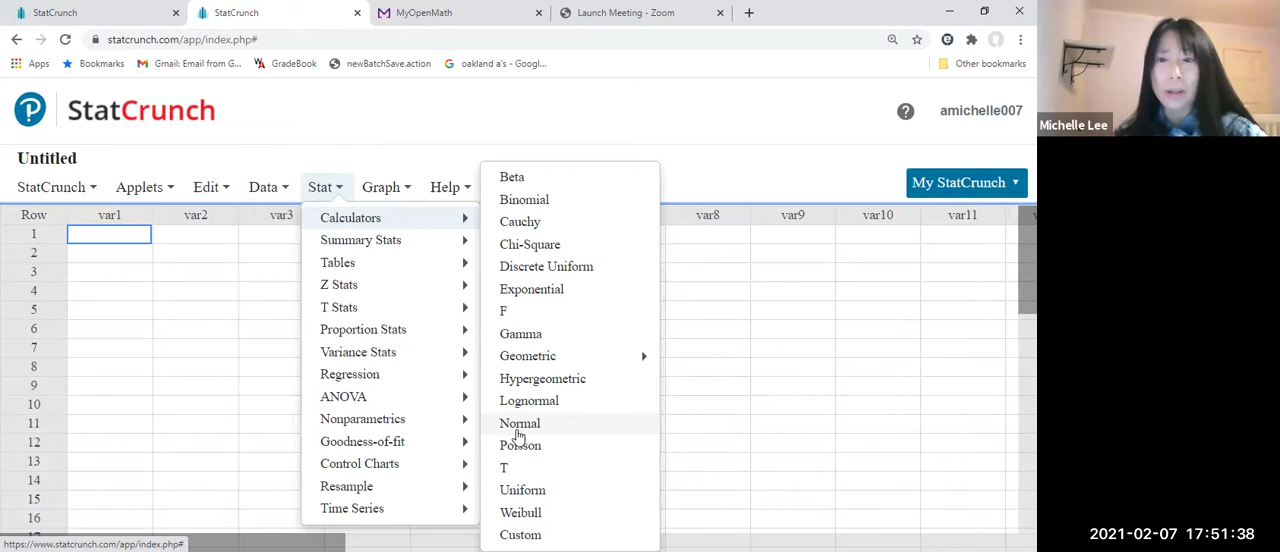 StatCrunch × StatCrunch × MyOpenMath × Launch Meeting - Zoom × +
statcrunch.com/app/index.php#
Apps Bookmarks Gmail: Email from G... GradeBook newBatchSave.action oakland a's - Googl... Other bookmarks
StatCrunch
amichelle007
Michelle Lee
Untitled
StatCrunch Applets Edit Data Stat Graph Help
My StatCrunch
Row var1 var2 var3 var8 var9 var10 var11
1
2
3
4
5
6
7
8
9
10
11
12
13
14
15
16
Calculators
Summary Stats
Tables
Z Stats
T Stats
Proportion Stats
Variance Stats
Regression
ANOVA
Nonparametrics
Goodness-of-fit
Control Charts
Resample
Time Series
Beta
Binomial
Cauchy
Chi-Square
Discrete Uniform
Exponential
F
Gamma
Geometric
Hypergeometric
Lognormal
Normal
Poisson
T
Uniform
Weibull
Custom
https://www.statcrunch.com/app/index.php#
2021-02-07 17:51:38